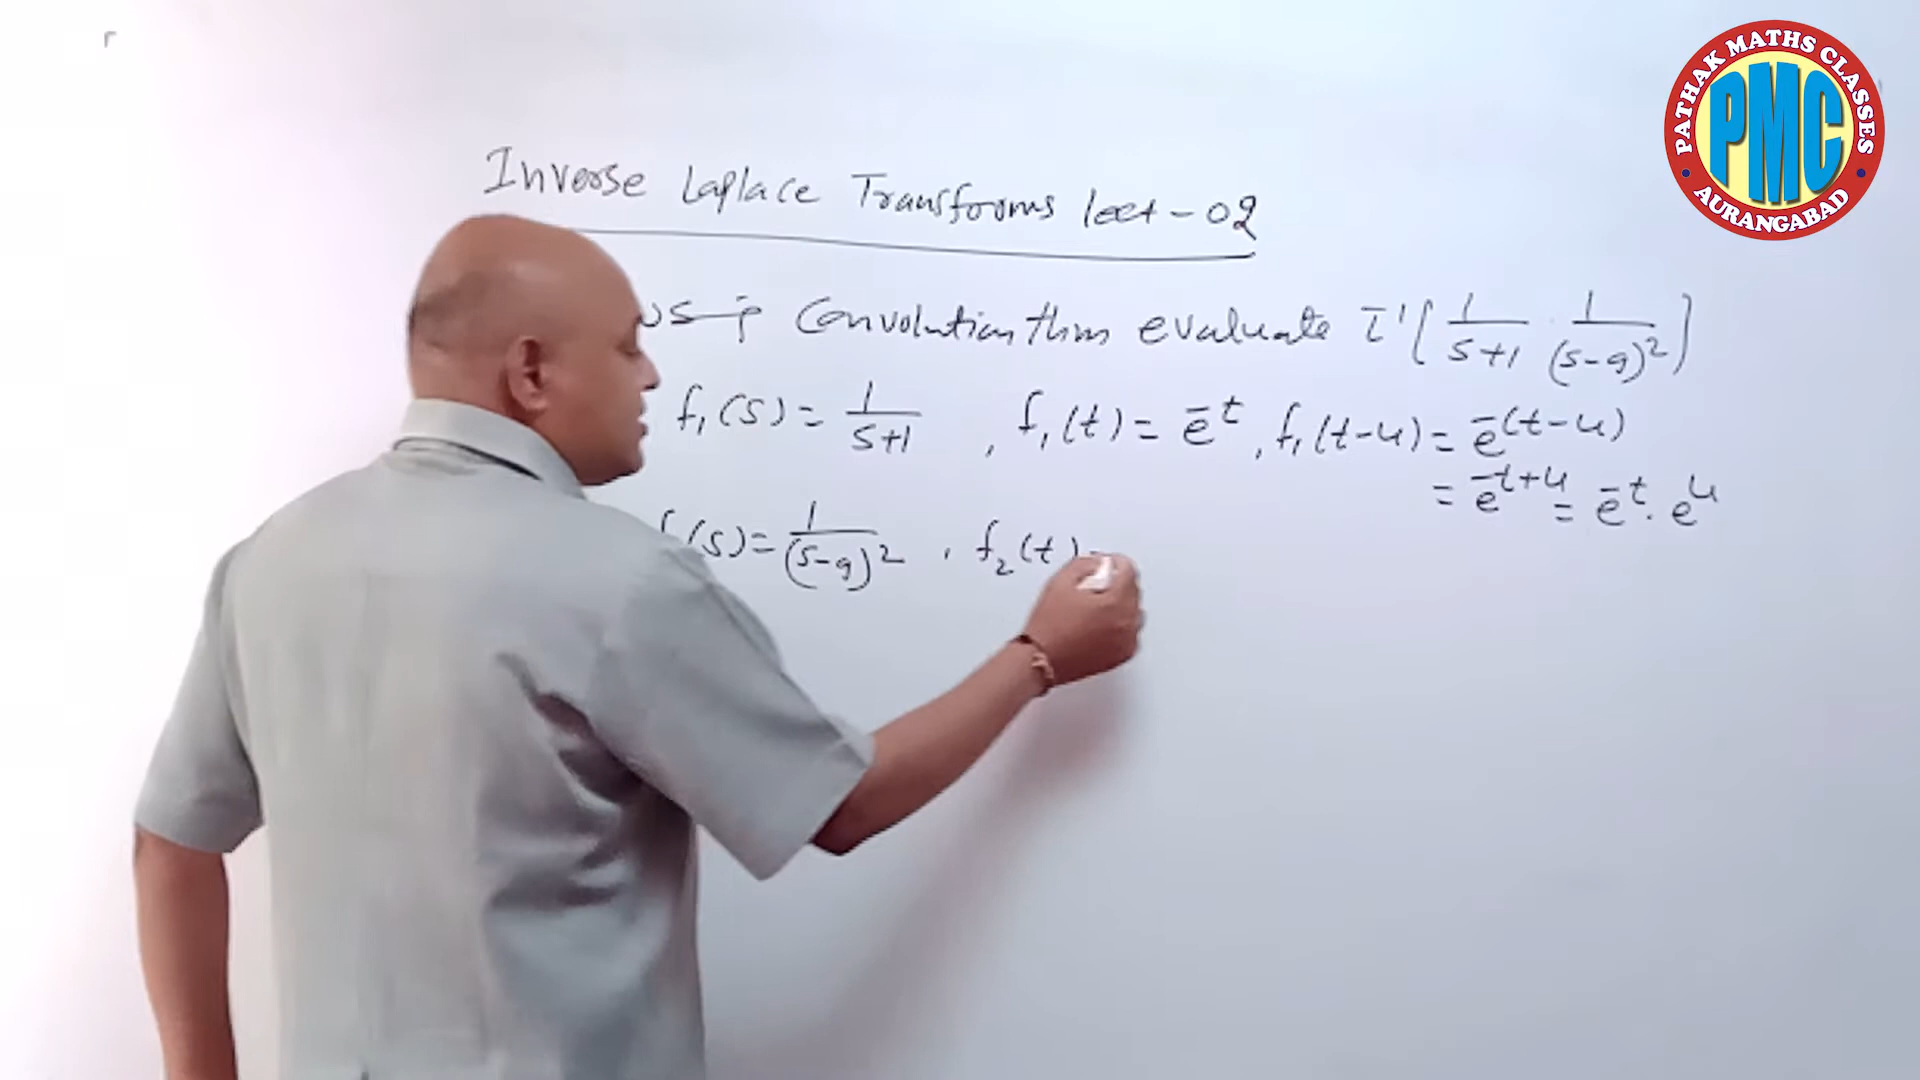 PATHAK MATHS CLASSES
PMC
AURANGABAD
Inverse Laplace Transforms lect-02
using Convolution thm evaluate L⁻¹[1/(s+1) · 1/(s-9)²]
f₁(s) = 1/(s+1) , f₁(t) = e⁻ᵗ , f₁(t-u) = e^-(t-u)
= e^(-t+u) = e⁻ᵗ · eᵘ
(s) = 1/(s-9)² , f₂(t) =